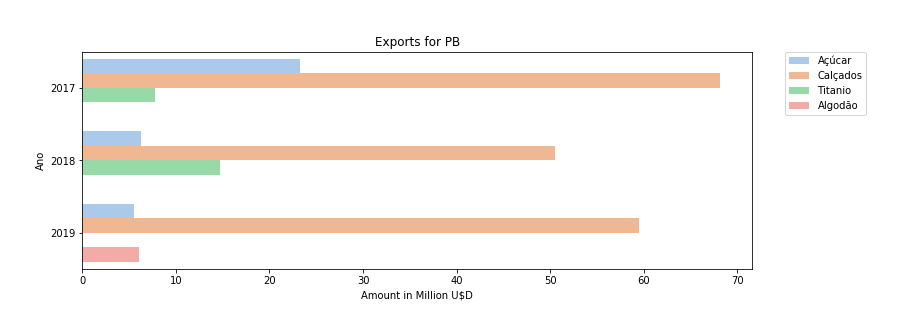 Exports for PB
Açúcar
Calçados
Titanio
Algodão
Ano
2017
2018
2019
0 10 20 30 40 50 60 70
Amount in Million U$D